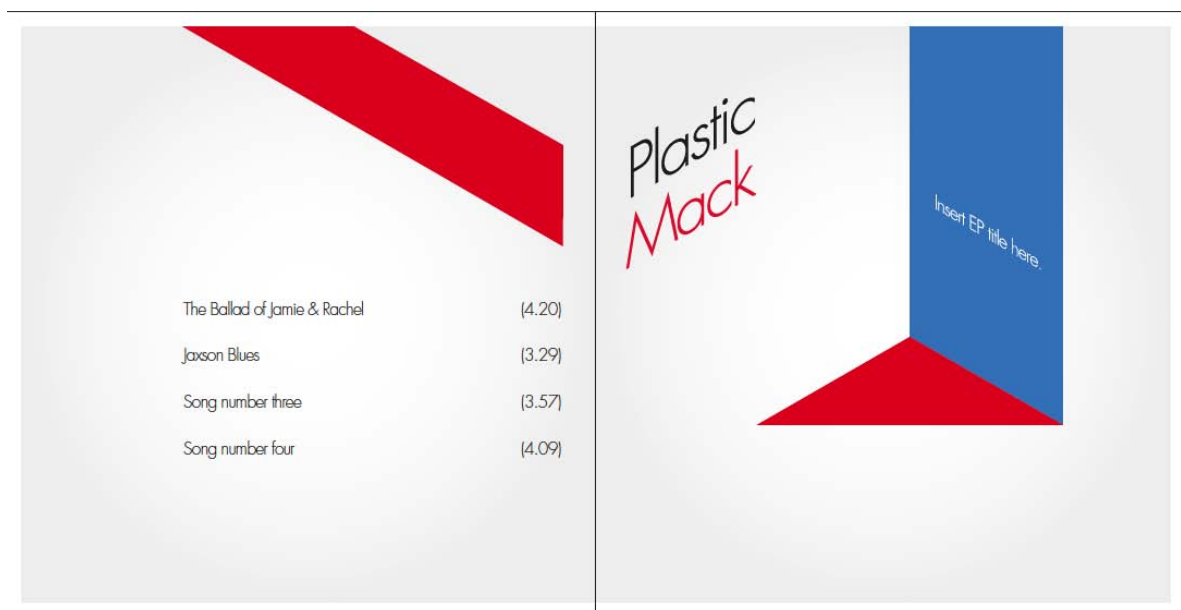 The Ballad of Jamie & Rachel (4.20)
Jaxson Blues (3.29)
Song number three (3.57)
Song number four (4.09)
Plastic
Mack
Insert EP title here.